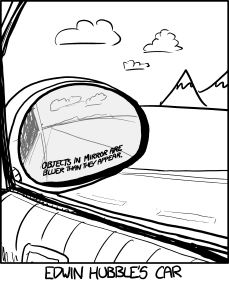 OBJECTS IN MIRROR ARE
BLUER THAN THEY APPEAR.
EDWIN HUBBLE'S CAR